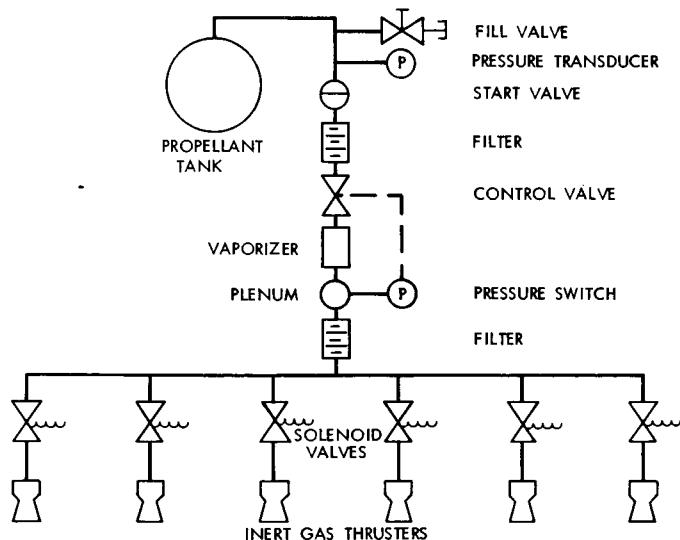 FILL VALVE
P
PRESSURE TRANSDUCER
START VALVE
PROPELLANT
TANK
FILTER
CONTROL VALVE
VAPORIZER
PLENUM
P
PRESSURE SWITCH
FILTER
SOLENOID
VALVES
INERT GAS THRUSTERS